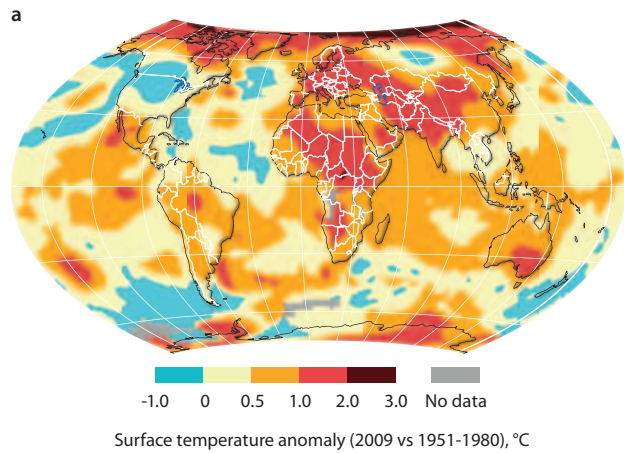 a
-1.0 0 0.5 1.0 2.0 3.0 No data
Surface temperature anomaly (2009 vs 1951-1980), °C